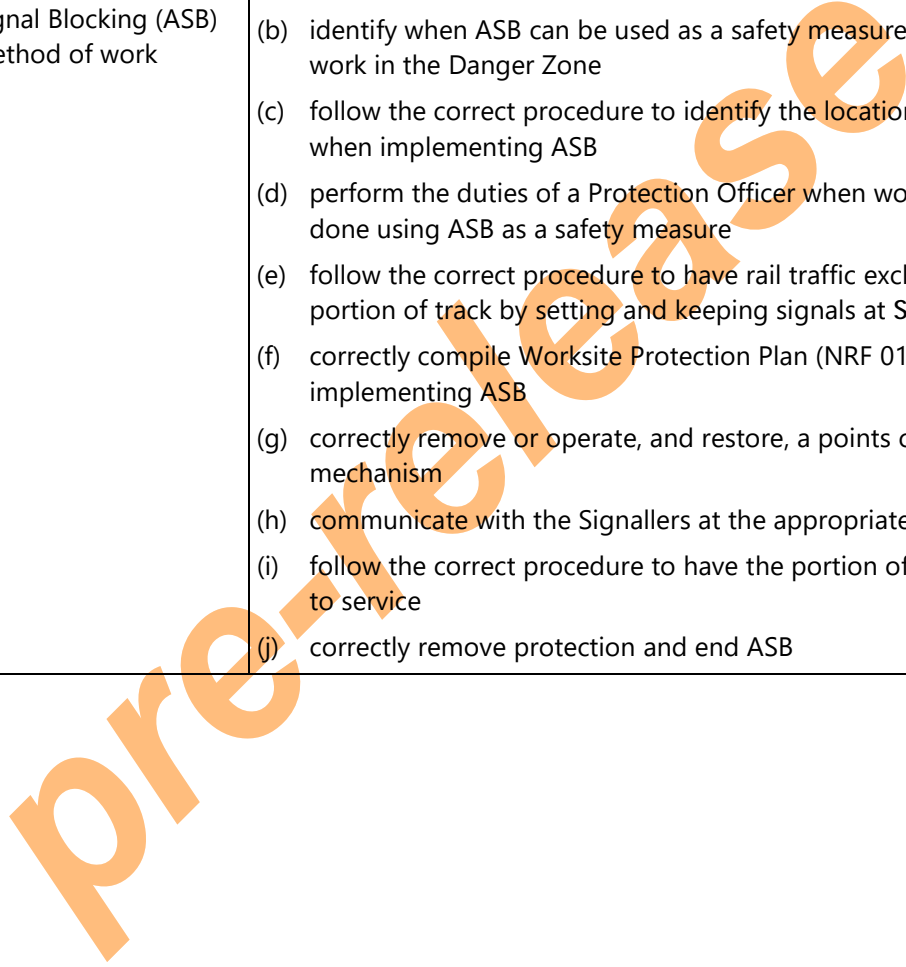 gnal Blocking (ASB)
ethod of work
(b) identify when ASB can be used as a safety measure
work in the Danger Zone
(c) follow the correct procedure to identify the location
when implementing ASB
(d) perform the duties of a Protection Officer when wo
done using ASB as a safety measure
(e) follow the correct procedure to have rail traffic excl
portion of track by setting and keeping signals at S
(f) correctly compile Worksite Protection Plan (NRF 01
implementing ASB
(g) correctly remove or operate, and restore, a points o
mechanism
(h) communicate with the Signallers at the appropriate
(i) follow the correct procedure to have the portion of
to service
(j) correctly remove protection and end ASB
pre-release